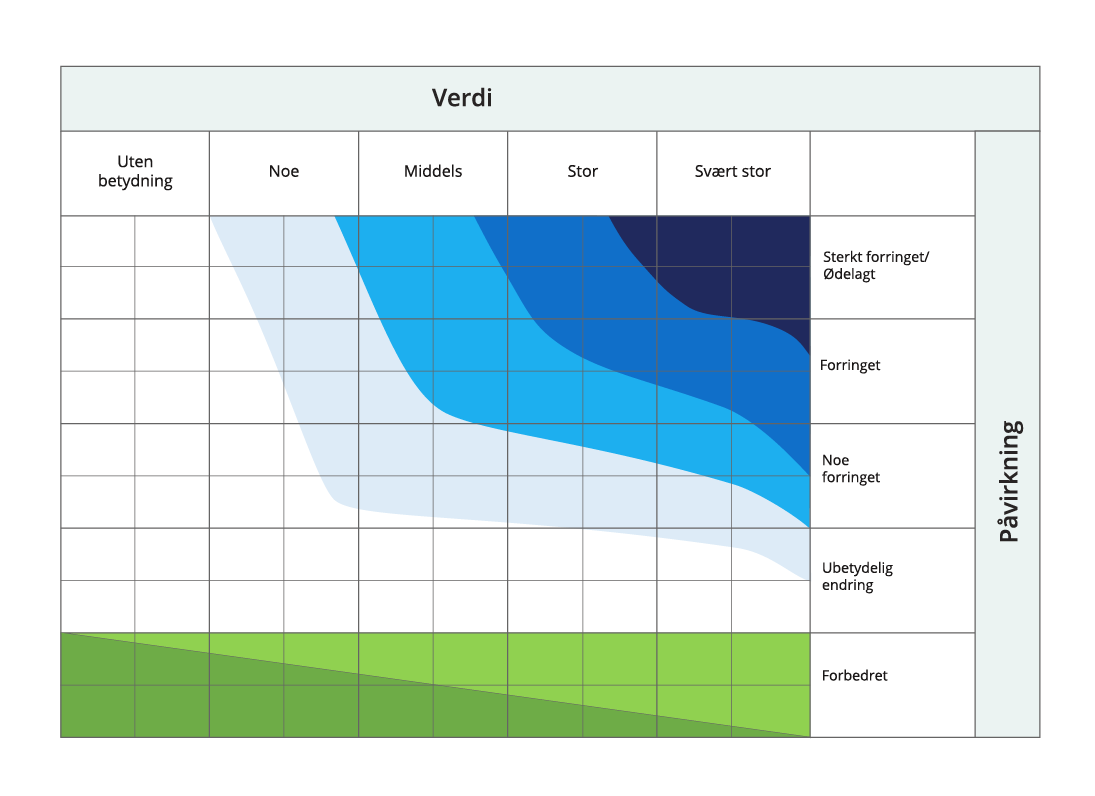 Verdi
Uten
betydning
Noe
Middels
Stor
Svært stor
Sterkt forringet/
Ødelagt
Forringet
Noe
forringet
Ubetydelig
endring
Forbedret
Påvirkning